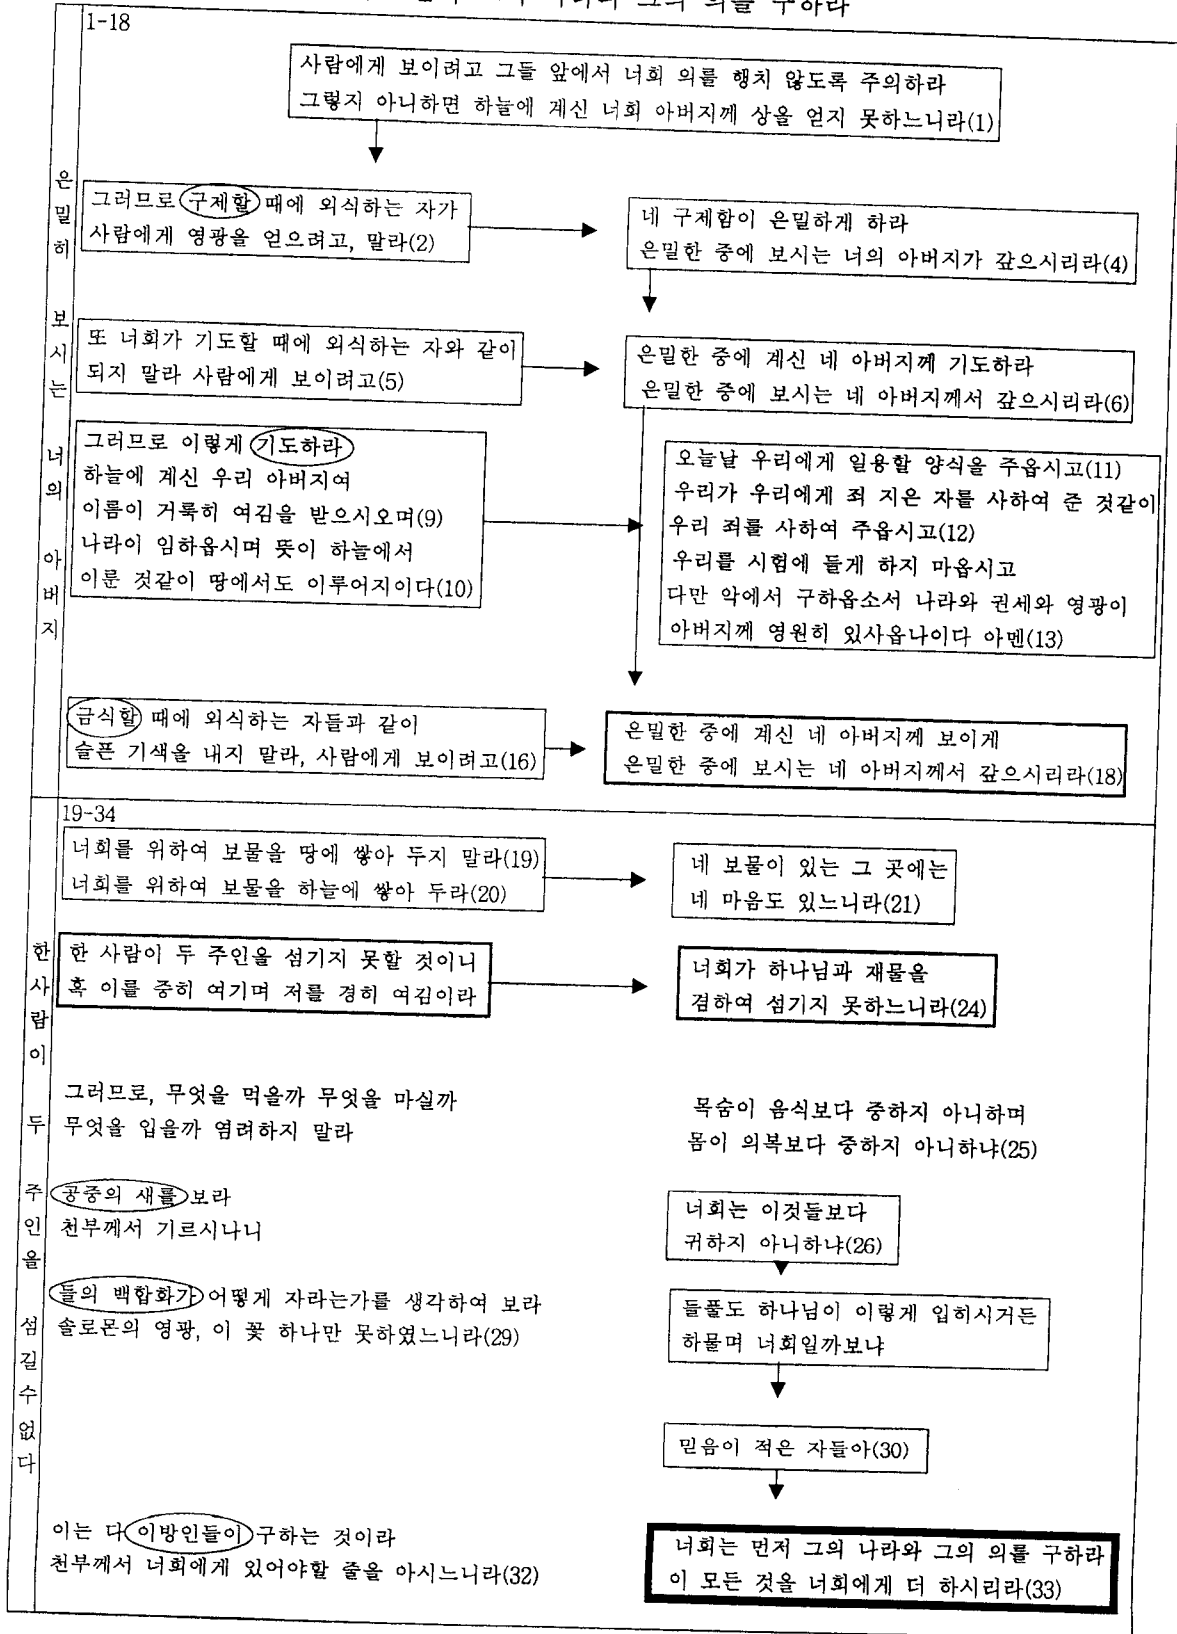 그의 의를 구하라
1-18
사람에게 보이려고 그들 앞에서 너희 의를 행치 않도록 주의하라
그렇지 아니하면 하늘에 계신 너희 아버지께 상을 얻지 못하느니라(1)
은밀히 보시는 너의 아버지
그러므로 구제할 때에 외식하는 자가
사람에게 영광을 얻으려고, 말라(2)
네 구제함이 은밀하게 하라
은밀한 중에 보시는 너의 아버지가 갚으시리라(4)
또 너희가 기도할 때에 외식하는 자와 같이
되지 말라 사람에게 보이려고(5)
은밀한 중에 계신 네 아버지께 기도하라
은밀한 중에 보시는 네 아버지께서 갚으시리라(6)
그러므로 이렇게 기도하라
하늘에 계신 우리 아버지여
이름이 거룩히 여김을 받으시오며(9)
나라이 임하옵시며 뜻이 하늘에서
이룬 것같이 땅에서도 이루어지이다(10)
오늘날 우리에게 일용할 양식을 주옵시고(11)
우리가 우리에게 죄 지은 자를 사하여 준 것같이
우리 죄를 사하여 주옵시고(12)
우리를 시험에 들게 하지 마옵시고
다만 악에서 구하옵소서 나라와 권세와 영광이
아버지께 영원히 있사옵나이다 아멘(13)
금식할 때에 외식하는 자들과 같이
슬픈 기색을 내지 말라, 사람에게 보이려고(16)
은밀한 중에 계신 네 아버지께 보이게
은밀한 중에 보시는 네 아버지께서 갚으시리라(18)
19-34
너희를 위하여 보물을 땅에 쌓아 두지 말라(19)
너희를 위하여 보물을 하늘에 쌓아 두라(20)
네 보물이 있는 그 곳에는
네 마음도 있느니라(21)
한 사람이 두 주인을 섬길수없다
한 사람이 두 주인을 섬기지 못할 것이니
혹 이를 중히 여기며 저를 경히 여김이라
너희가 하나님과 재물을
겸하여 섬기지 못하느니라(24)
그러므로, 무엇을 먹을까 무엇을 마실까
무엇을 입을까 염려하지 말라
목숨이 음식보다 중하지 아니하며
몸이 의복보다 중하지 아니하냐(25)
공중의 새를 보라
천부께서 기르시나니
너희는 이것들보다
귀하지 아니하냐(26)
들의 백합화가 어떻게 자라는가를 생각하여 보라
솔로몬의 영광, 이 꽃 하나만 못하였느니라(29)
들풀도 하나님이 이렇게 입히시거든
하물며 너희일까보냐
믿음이 적은 자들아(30)
이는 다 이방인들이 구하는 것이라
천부께서 너희에게 있어야할 줄을 아시느니라(32)
너희는 먼저 그의 나라와 그의 의를 구하라
이 모든 것을 너희에게 더 하시리라(33)